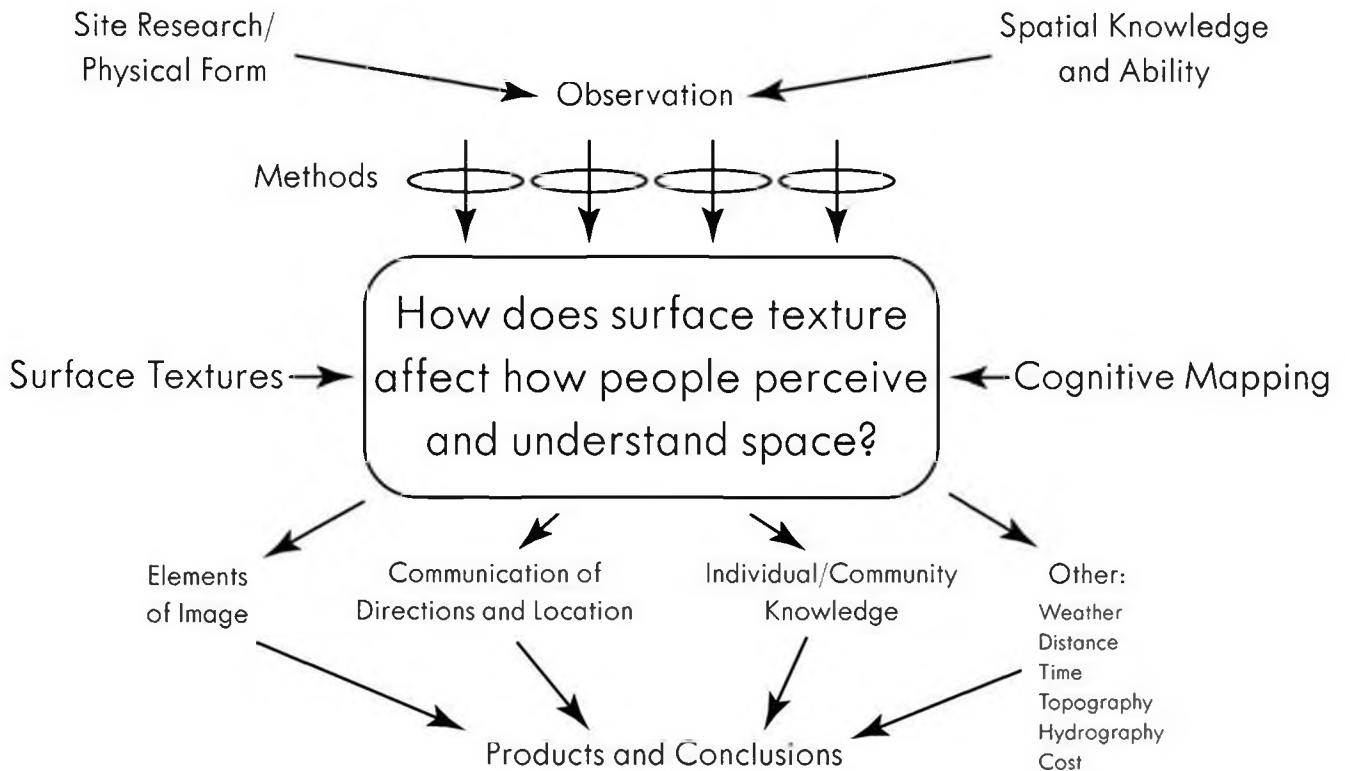 Site Research/
Physical Form
Spatial Knowledge
and Ability
Observation
Methods
How does surface texture
affect how people perceive
and understand space?
Surface Textures
Cognitive Mapping
Elements
of Image
Communication of
Directions and Location
Individual/Community
Knowledge
Other:
Weather
Distance
Time
Topography
Hydrography
Cost
Products and Conclusions